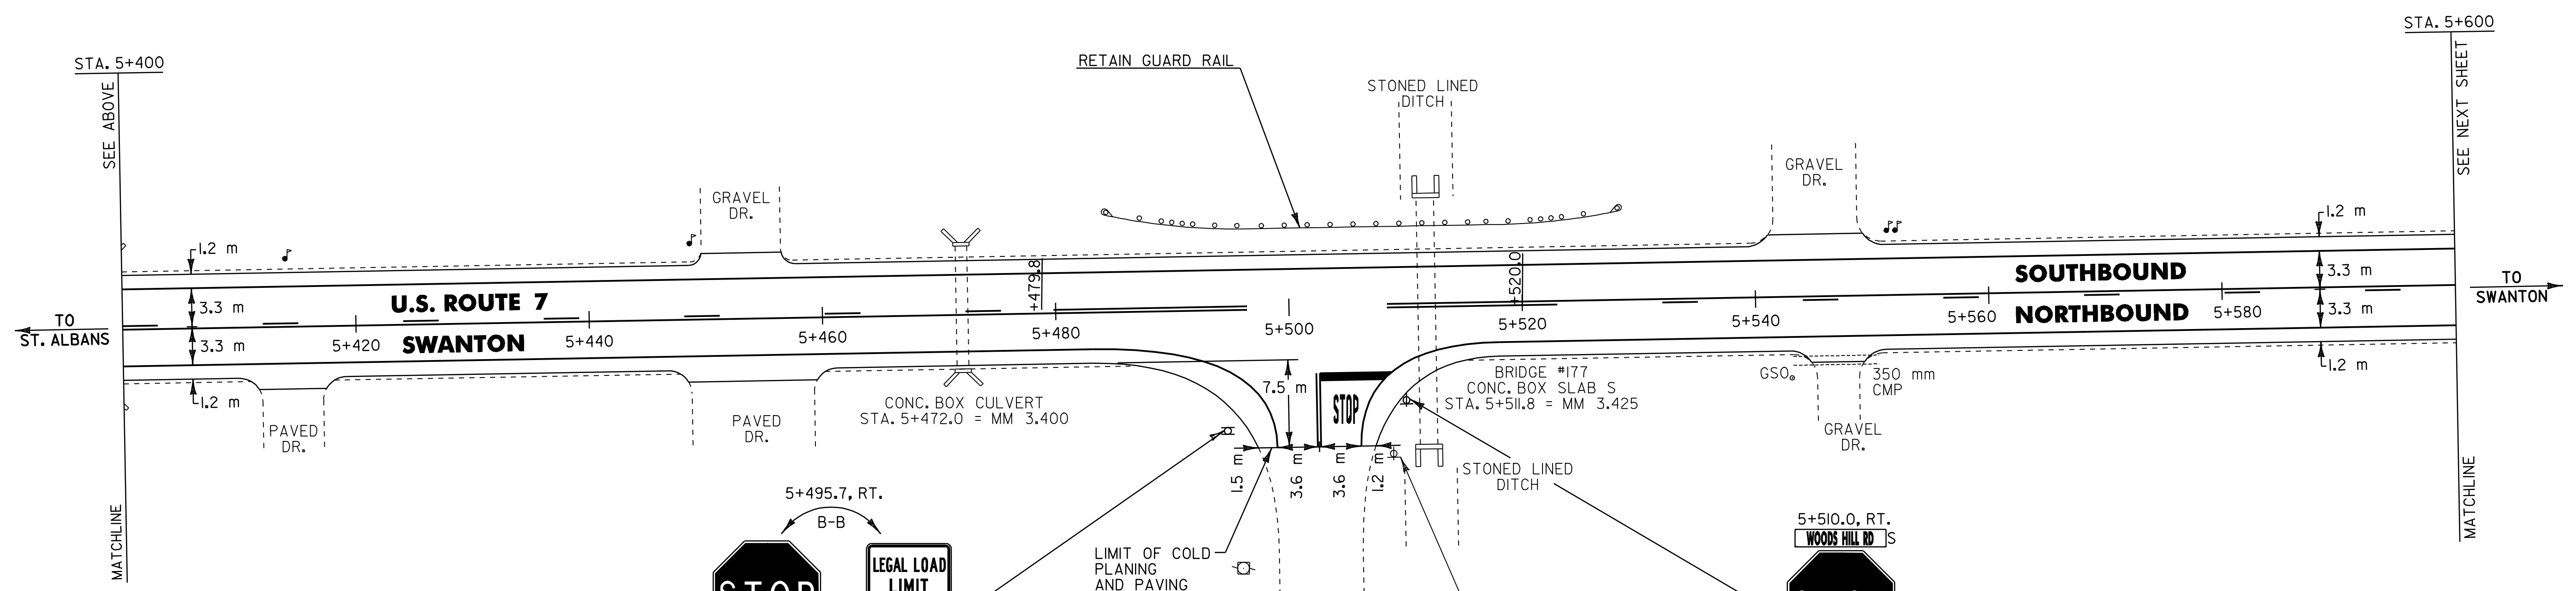 STA. 5+400
SEE ABOVE
RETAIN GUARD RAIL
STONED LINED
DITCH
STA. 5+600
SEE NEXT SHEET
GRAVEL
DR.
GRAVEL
DR.
1.2 m
1.2 m
+479.8
+520.0
3.3 m
U.S. ROUTE 7
SOUTHBOUND
3.3 m
TO
ST. ALBANS
TO
SWANTON
3.3 m
SWANTON
NORTHBOUND
3.3 m
5+420
5+440
5+460
5+480
5+500
5+520
5+540
5+560
5+580
1.2 m
1.2 m
7.5 m
STOP
BRIDGE #177
CONC. BOX SLAB S
STA. 5+511.8 = MM 3.425
GSO
350 mm
CMP
CONC. BOX CULVERT
STA. 5+472.0 = MM 3.400
PAVED
DR.
PAVED
DR.
GRAVEL
DR.
1.5 m
3.6 m
3.6 m
1.2 m
STONED LINED
DITCH
MATCHLINE
MATCHLINE
5+495.7, RT.
B-B
STOP
LEGAL LOAD
LIMIT
LIMIT OF COLD
PLANING
AND PAVING
5+510.0, RT.
WOODS HILL RD S